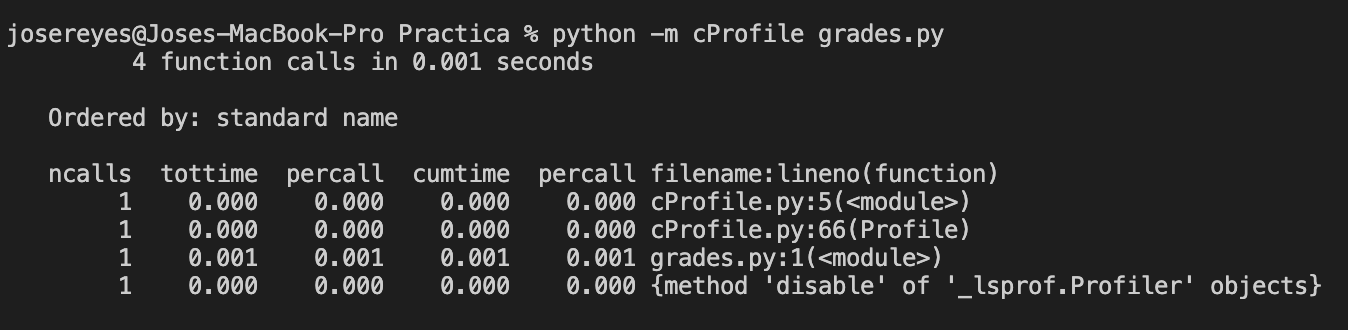 josereyes@Joses-MacBook-Pro Practica % python -m cProfile grades.py
4 function calls in 0.001 seconds
Ordered by: standard name
ncalls  tottime  percall  cumtime  percall filename:lineno(function)
1    0.000    0.000    0.000    0.000 cProfile.py:5(<module>)
1    0.000    0.000    0.000    0.000 cProfile.py:66(Profile)
1    0.001    0.001    0.001    0.001 grades.py:1(<module>)
1    0.000    0.000    0.000    0.000 {method 'disable' of '_lsprof.Profiler' objects}